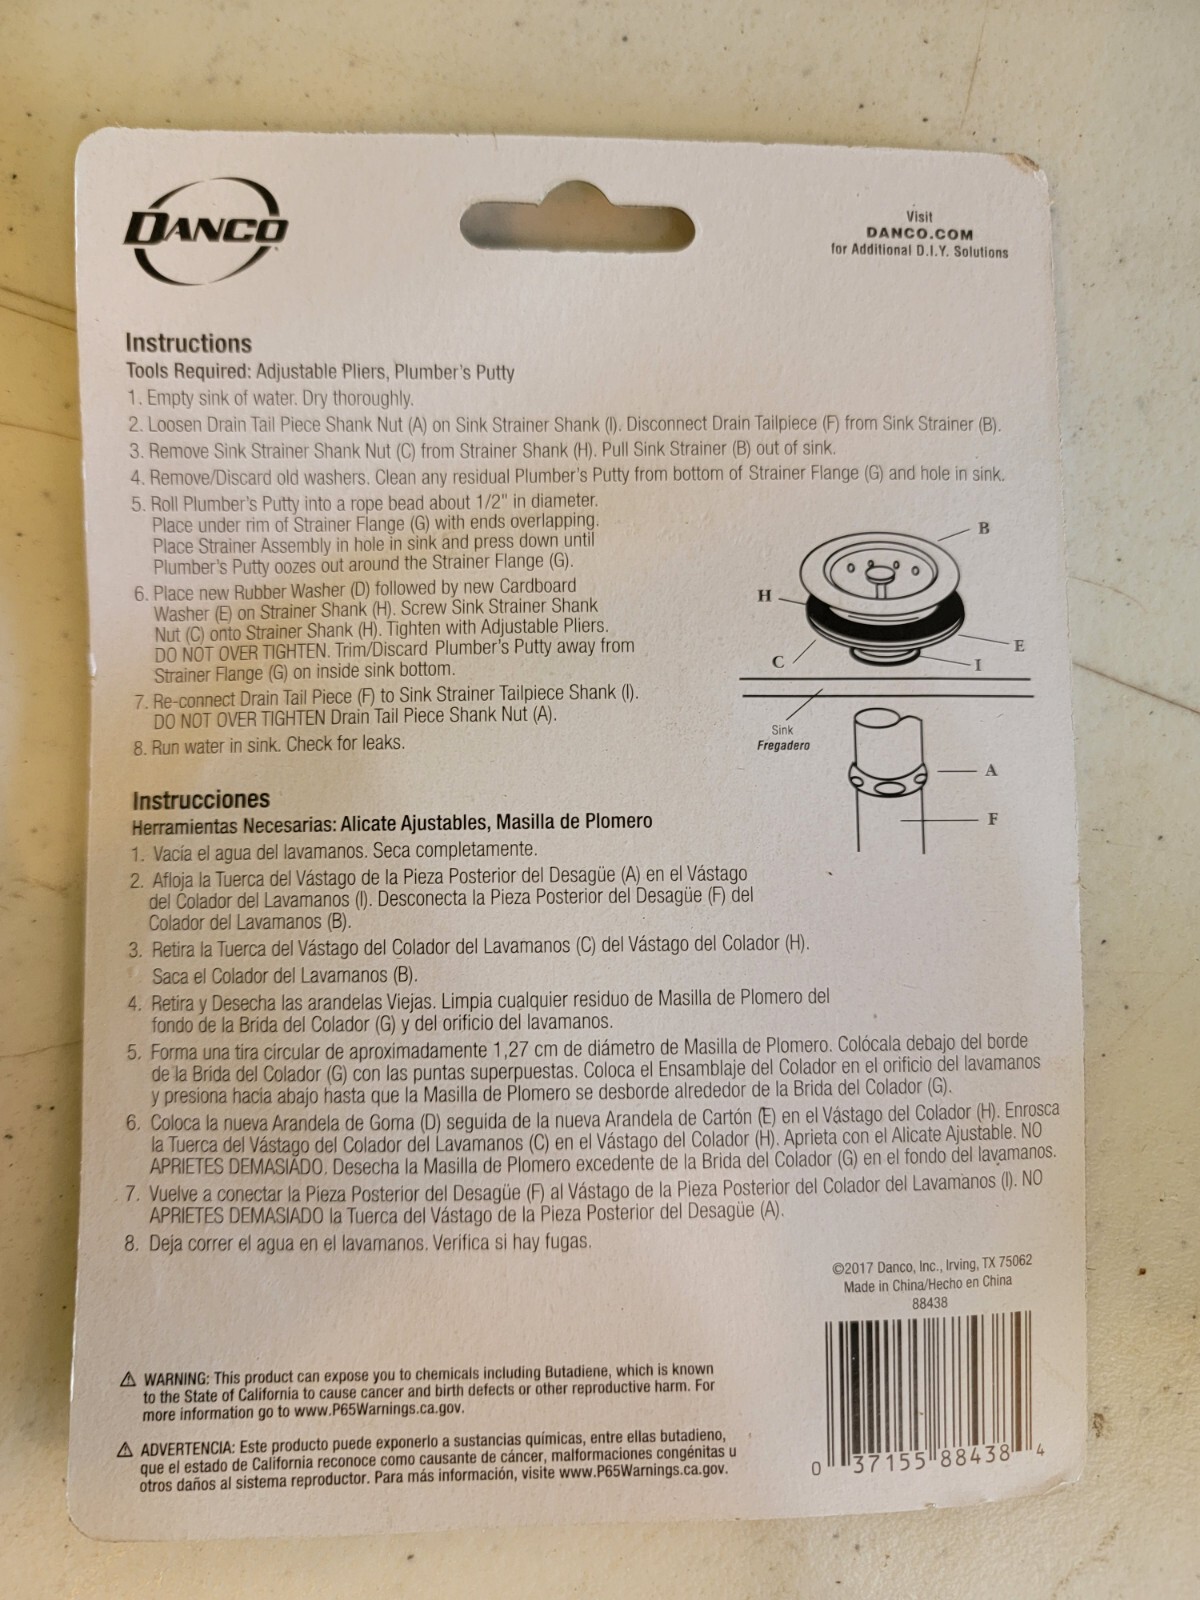 DANCO
Visit
DANCO.COM
for Additional D.I.Y. Solutions
Instructions
Tools Required: Adjustable Pliers, Plumber's Putty
1. Empty sink of water. Dry thoroughly.
2. Loosen Drain Tail Piece Shank Nut (A) on Sink Strainer Shank (I). Disconnect Drain Tailpiece (F) from Sink Strainer (B).
3. Remove Sink Strainer Shank Nut (C) from Strainer Shank (H). Pull Sink Strainer (B) out of sink.
4. Remove/Discard old washers. Clean any residual Plumber's Putty from bottom of Strainer Flange (G) and hole in sink.
5. Roll Plumber's Putty into a rope bead about 1/2" in diameter.
Place under rim of Strainer Flange (G) with ends overlapping.
Place Strainer Assembly in hole in sink and press down until
Plumber's Putty oozes out around the Strainer Flange (G).
6. Place new Rubber Washer (D) followed by new Cardboard
Washer (E) on Strainer Shank (H). Screw Sink Strainer Shank
Nut (C) onto Strainer Shank (H). Tighten with Adjustable Pliers.
DO NOT OVER TIGHTEN. Trim/Discard Plumber's Putty away from
Strainer Flange (G) on inside sink bottom.
7. Re-connect Drain Tail Piece (F) to Sink Strainer Tailpiece Shank (I).
DO NOT OVER TIGHTEN Drain Tail Piece Shank Nut (A).
8. Run water in sink. Check for leaks.
B
H
E
C
I
Sink
Fregadero
A
F
Instrucciones
Herramientas Necesarias: Alicate Ajustables, Masilla de Plomero
1. Vacía el agua del lavamanos. Seca completamente.
2. Afloja la Tuerca del Vástago de la Pieza Posterior del Desagüe (A) en el Vástago
del Colador del Lavamanos (I). Desconecta la Pieza Posterior del Desagüe (F) del
Colador del Lavamanos (B).
3. Retira la Tuerca del Vástago del Colador del Lavamanos (C) del Vástago del Colador (H).
Saca el Colador del Lavamanos (B).
4. Retira y Desecha las arandelas Viejas. Limpia cualquier residuo de Masilla de Plomero del
fondo de la Brida del Colador (G) y del orificio del lavamanos.
5. Forma una tira circular de aproximadamente 1,27 cm de diámetro de Masilla de Plomero. Colócala debajo del borde
de la Brida del Colador (G) con las puntas superpuestas. Coloca el Ensamblaje del Colador en el orificio del lavamanos
y presiona hacia abajo hasta que la Masilla de Plomero se desborde alrededor de la Brida del Colador (G).
6. Coloca la nueva Arandela de Goma (D) seguida de la nueva Arandela de Cartón (E) en el Vástago del Colador (H). Enrosca
la Tuerca del Vástago del Colador del Lavamanos (C) en el Vástago del Colador (H). Aprieta con el Alicate Ajustable. NO
APRIETES DEMASIADO. Desecha la Masilla de Plomero excedente de la Brida del Colador (G) en el fondo del lavamanos.
7. Vuelve a conectar la Pieza Posterior del Desagüe (F) al Vástago de la Pieza Posterior del Colador del Lavamanos (I). NO
APRIETES DEMASIADO la Tuerca del Vástago de la Pieza Posterior del Desagüe (A).
8. Deja correr el agua en el lavamanos. Verifica si hay fugas.
©2017 Danco, Inc., Irving, TX 75062
Made in China/Hecho en China
88438
⚠ WARNING: This product can expose you to chemicals including Butadiene, which is known
to the State of California to cause cancer and birth defects or other reproductive harm. For
more information go to www.P65Warnings.ca.gov.
⚠ ADVERTENCIA: Este producto puede exponerlo a sustancias químicas, entre ellas butadieno,
que el estado de California reconoce como causante de cáncer, malformaciones congénitas u
otros daños al sistema reproductor. Para más información, visite www.P65Warnings.ca.gov.
0 37155 88438 4